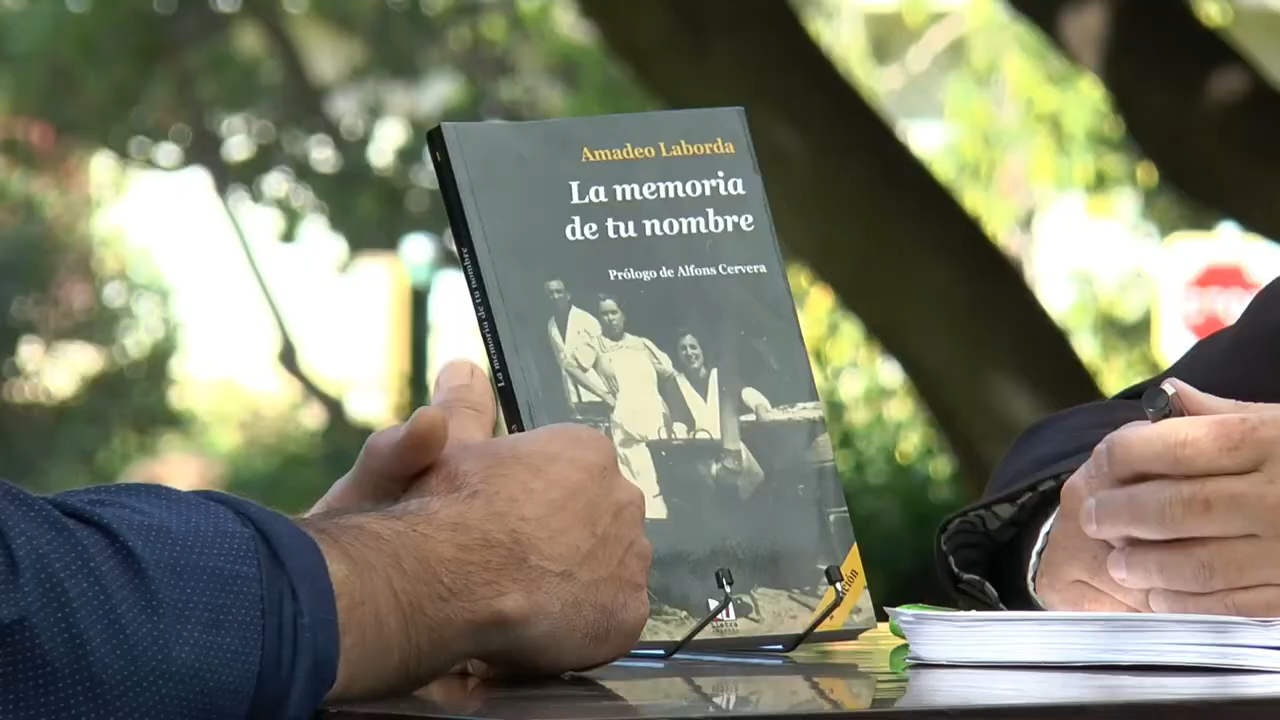 Amadeo Laborda
La memoria
de tu nombre
Prólogo de Alfons Cervera
La memoria de tu nombre